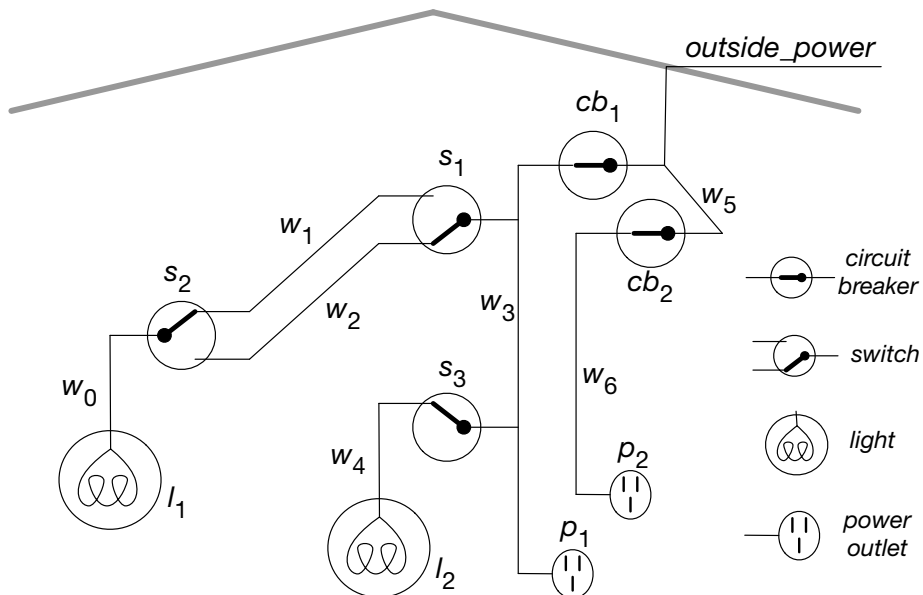 outside_power
cb1
s1
w5
w1
s2
cb2
circuit
breaker
w2
w3
s3
switch
w0
w6
w4
light
l1
p2
p1
l2
power
outlet